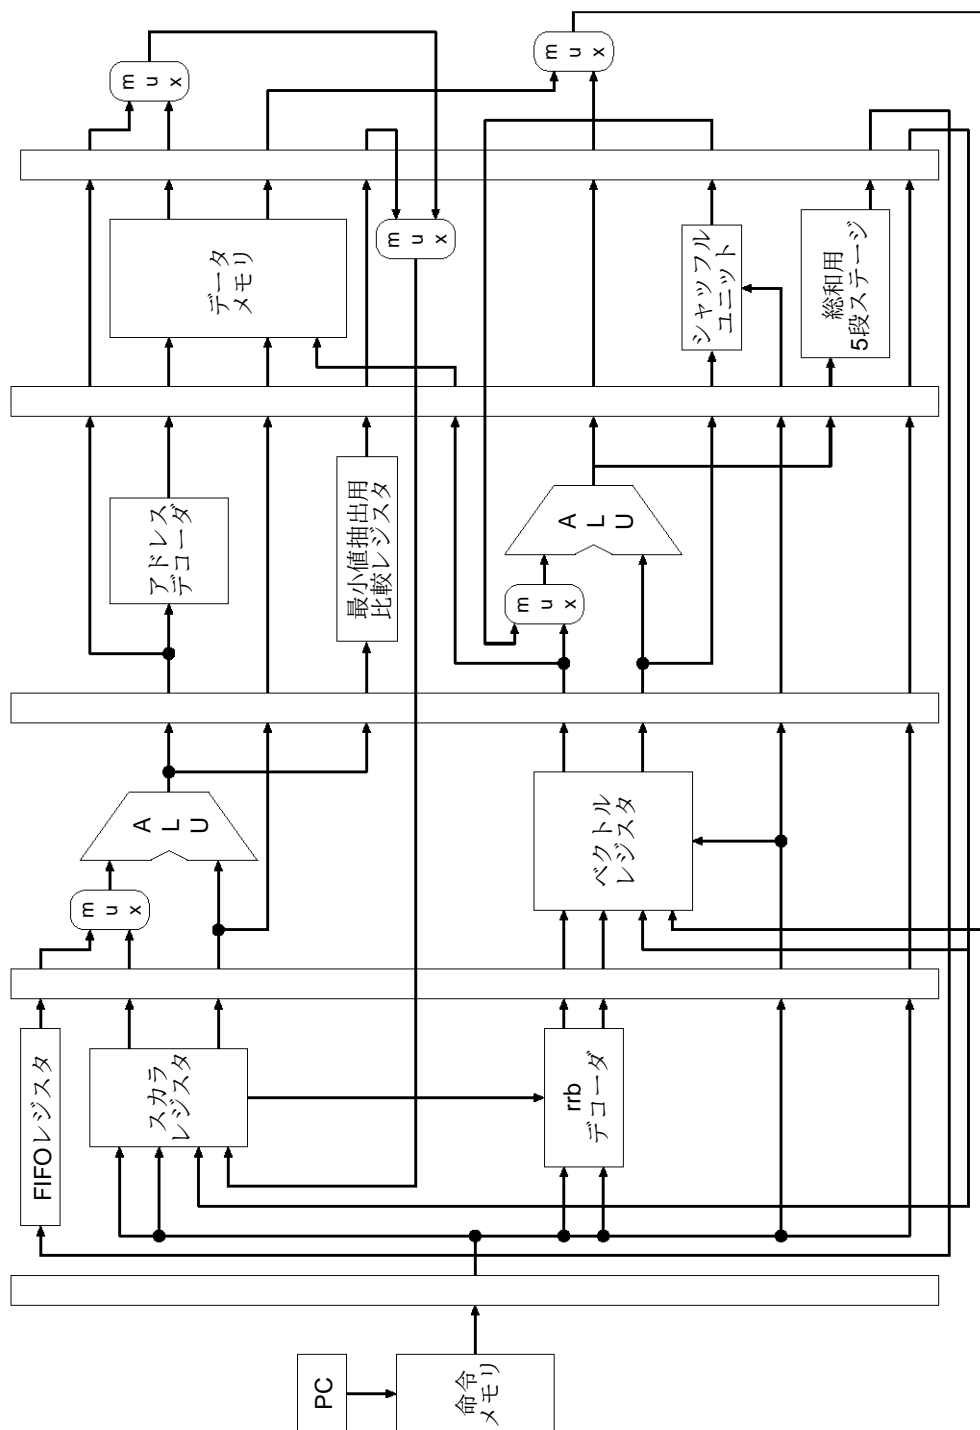 PC
命令
メモリ
FIFOレジスタ
スカラ
レジスタ
rrb
デコーダ
mux
ALU
ベクトル
レジスタ
アドレス
デコーダ
最小値抽出用
比較レジスタ
mux
ALU
データ
メモリ
mux
シャッフル
ユニット
総和用
5段ステージ
mux
mux